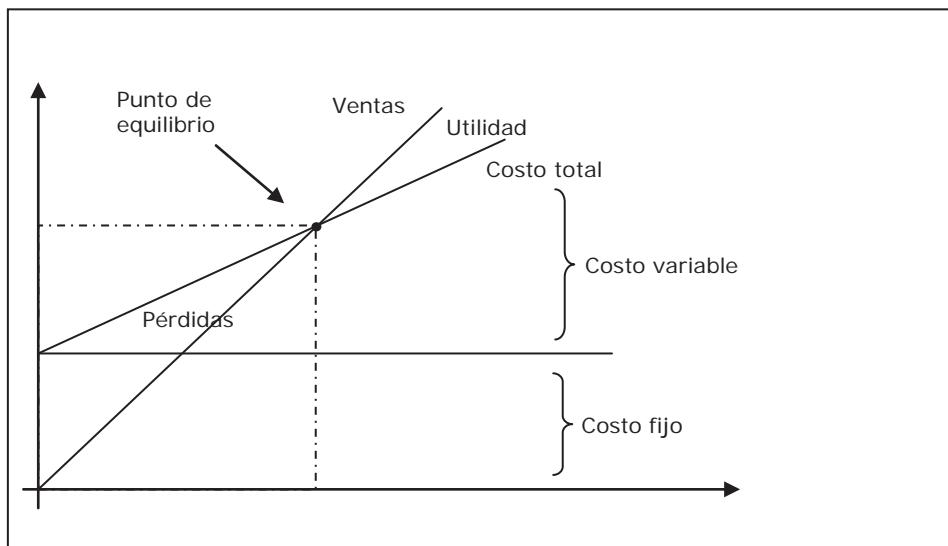 Punto de
equilibrio
Ventas
Utilidad
Costo total
Costo variable
Pérdidas
Costo fijo